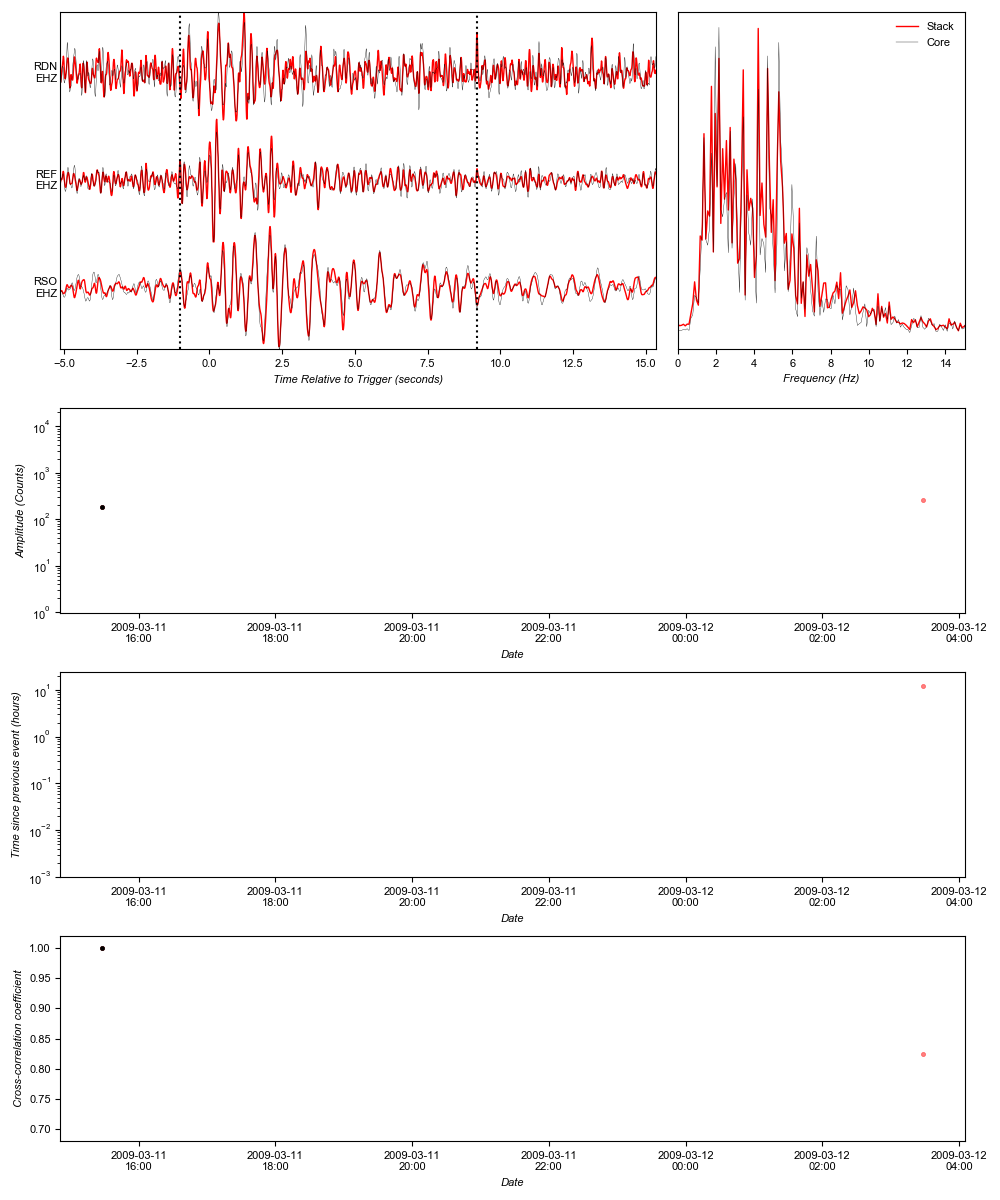 RDN
EHZ
REF
EHZ
RSO
EHZ
−5.0 −2.5 0.0 2.5 5.0 7.5 10.0 12.5 15.0
Time Relative to Trigger (seconds)
Stack
Core
0 2 4 6 8 10 12 14
Frequency (Hz)
10^4
10^3
10^2
10^1
10^0
Amplitude (Counts)
2009-03-11 2009-03-11 2009-03-11 2009-03-11 2009-03-12 2009-03-12 2009-03-12
16:00 18:00 20:00 22:00 00:00 02:00 04:00
Date
10^1
10^0
10^−1
10^−2
10^−3
Time since previous event (hours)
2009-03-11 2009-03-11 2009-03-11 2009-03-11 2009-03-12 2009-03-12 2009-03-12
16:00 18:00 20:00 22:00 00:00 02:00 04:00
Date
1.00
0.95
0.90
0.85
0.80
0.75
0.70
Cross-correlation coefficient
2009-03-11 2009-03-11 2009-03-11 2009-03-11 2009-03-12 2009-03-12 2009-03-12
16:00 18:00 20:00 22:00 00:00 02:00 04:00
Date